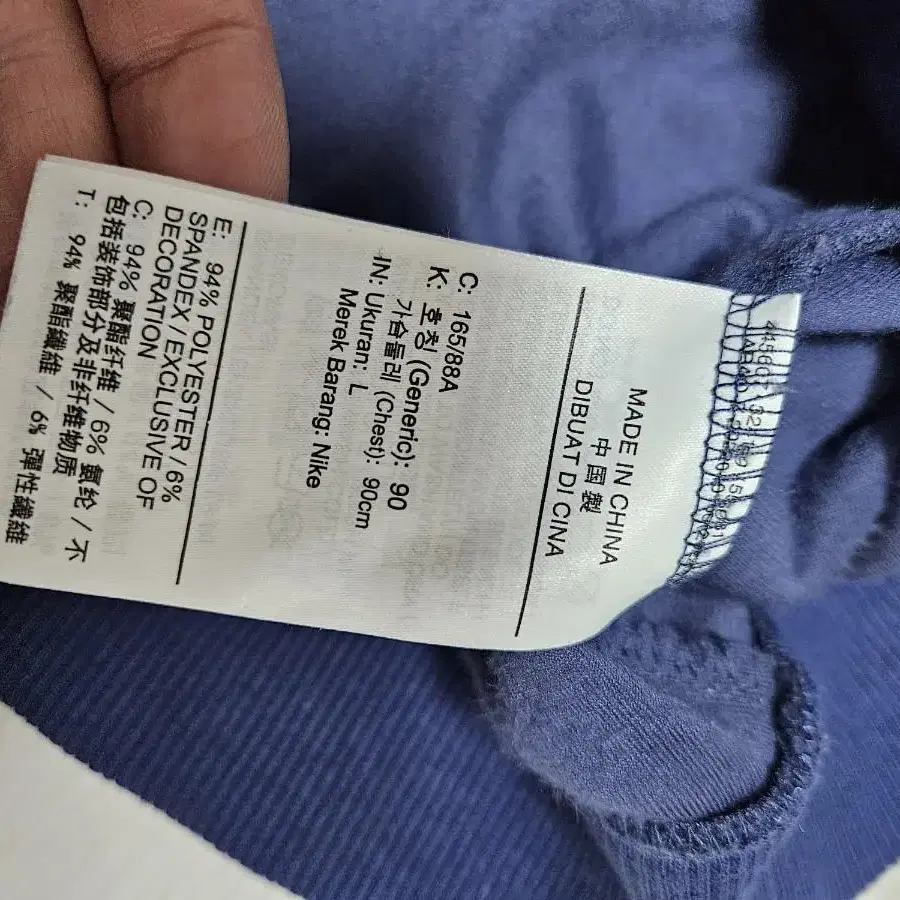 MADE IN CHINA
中國製
DIBUAT DI CINA
C: 165/88A
K: 호칭 (Generic): 90
가슴둘레 (Chest): 90cm
IN: Ukuran: L
Merek Barang: Nike
E: 94% POLYESTER / 6%
SPANDEX / EXCLUSIVE OF
DECORATION
C: 94% 聚酯纤维 / 6% 氨纶 / 不
包括装饰部分及非纤维物质
T: 94% 聚酯纖維 / 6% 彈性纖維